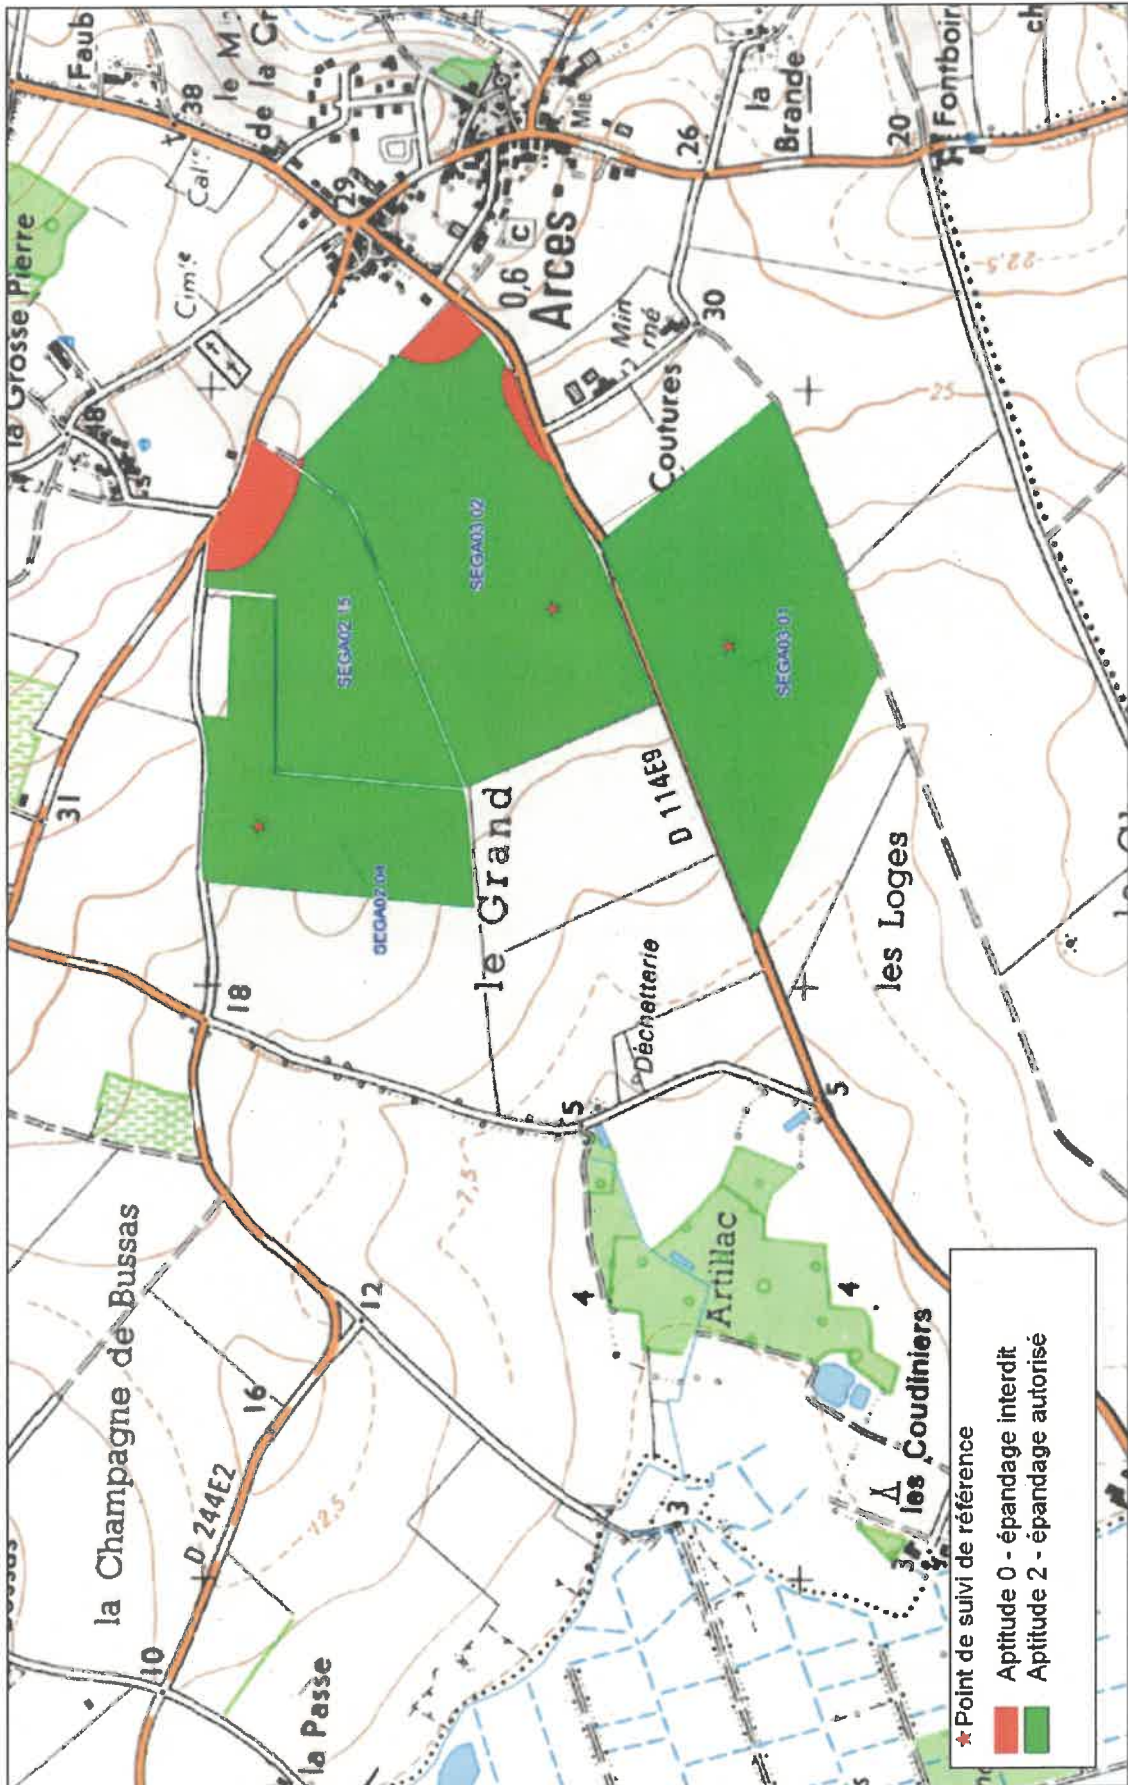 la Grosse Pierre
Faub
38
le M
de la Cr
Cim.re
29
18
31
Arces
0,6
C
Mie
26
la
Brande
20
Fontboir
ch
Min
30
Coutures
22,5
25
SEGA02 15
SEGA03 02
SEGA03 01
SEGA02 04
le Grand
D 114E9
les Loges
18
Déchetterie
5
5
7,5
la Champagne de Bussas
12
16
D 244E2
12,5
10
la Passe
Artillac
4
4
les Coudiniers
3
3
Point de suivi de référence
Aptitude 0 - épandage interdit
Aptitude 2 - épandage autorisé